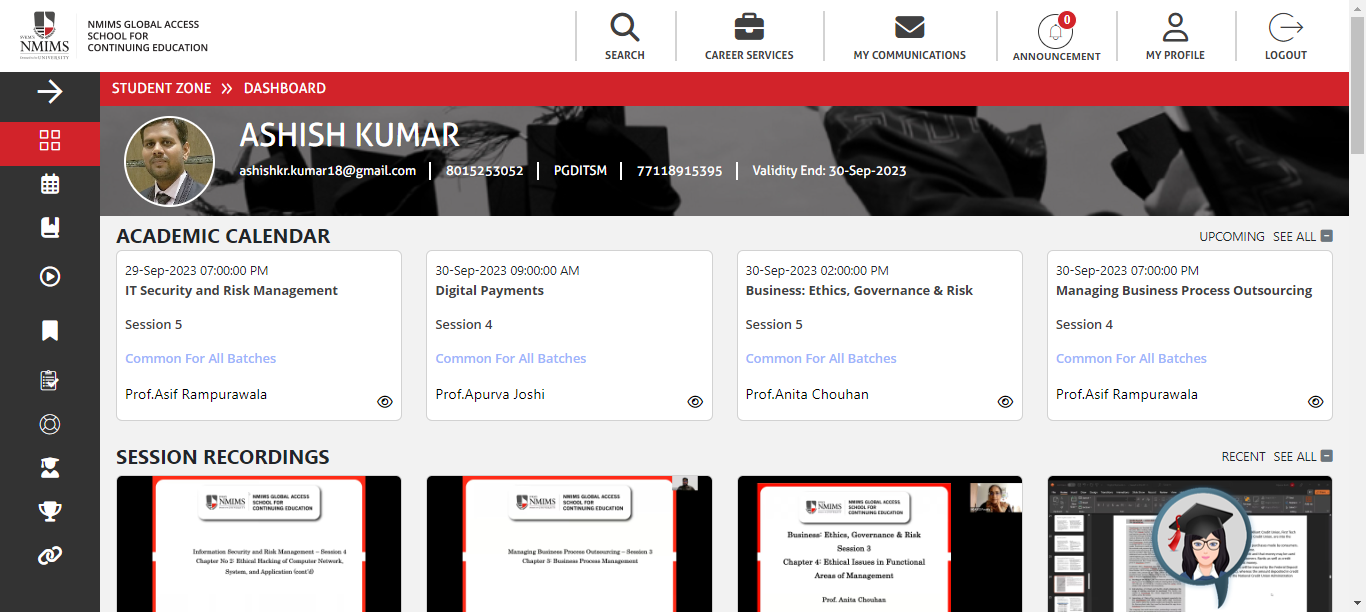 SVKM'S
NMIMS
NMIMS GLOBAL ACCESS
SCHOOL FOR
CONTINUING EDUCATION
SEARCH
CAREER SERVICES
MY COMMUNICATIONS
0
ANNOUNCEMENT
MY PROFILE
LOGOUT
STUDENT ZONE » DASHBOARD
ASHISH KUMAR
ashishkr.kumar18@gmail.com | 8015253052 | PGDITSM | 77118915395 | Validity End: 30-Sep-2023
ACADEMIC CALENDAR
UPCOMING SEE ALL
29-Sep-2023 07:00:00 PM
IT Security and Risk Management
Session 5
Common For All Batches
Prof.Asif Rampurawala
30-Sep-2023 09:00:00 AM
Digital Payments
Session 4
Common For All Batches
Prof.Apurva Joshi
30-Sep-2023 02:00:00 PM
Business: Ethics, Governance & Risk
Session 5
Common For All Batches
Prof.Anita Chouhan
30-Sep-2023 07:00:00 PM
Managing Business Process Outsourcing
Session 4
Common For All Batches
Prof.Asif Rampurawala
SESSION RECORDINGS
RECENT SEE ALL
NMIMS
NMIMS GLOBAL ACCESS
SCHOOL FOR
CONTINUING EDUCATION
Information Security and Risk Management – Session 4
Chapter No 2: Ethical Hacking of Computer Network,
System, and Application (cont'd)
NMIMS
NMIMS GLOBAL ACCESS
SCHOOL FOR
CONTINUING EDUCATION
Managing Business Process Outsourcing – Session 3
Chapter 3: Business Process Management
NMIMS
NMIMS GLOBAL ACCESS
SCHOOL FOR
CONTINUING EDUCATION
Business: Ethics, Governance & Risk
Session 3
Chapter 4: Ethical Issues in Functional
Areas of Management
Prof. Anita Chouhan